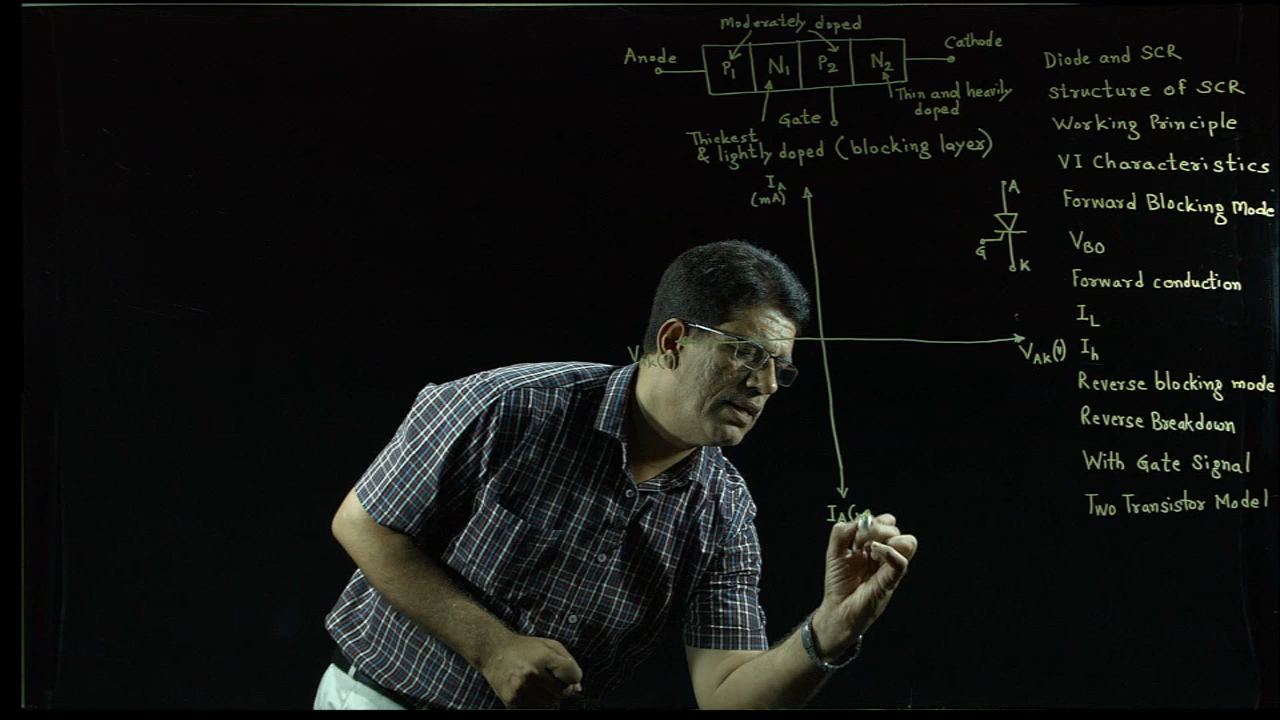 Moderately doped
Anode
P1 N1 P2 N2
Cathode
Thin and heavily
doped
Gate
Thickest
& lightly doped (blocking layer)
IA
(mA)
VAK(V)
IA(
A
G
K
Diode and SCR
structure of SCR
Working Principle
VI Characteristics
Forward Blocking Mode
VBO
Forward conduction
IL
Ih
Reverse blocking mode
Reverse Breakdown
With Gate Signal
Two Transistor Model